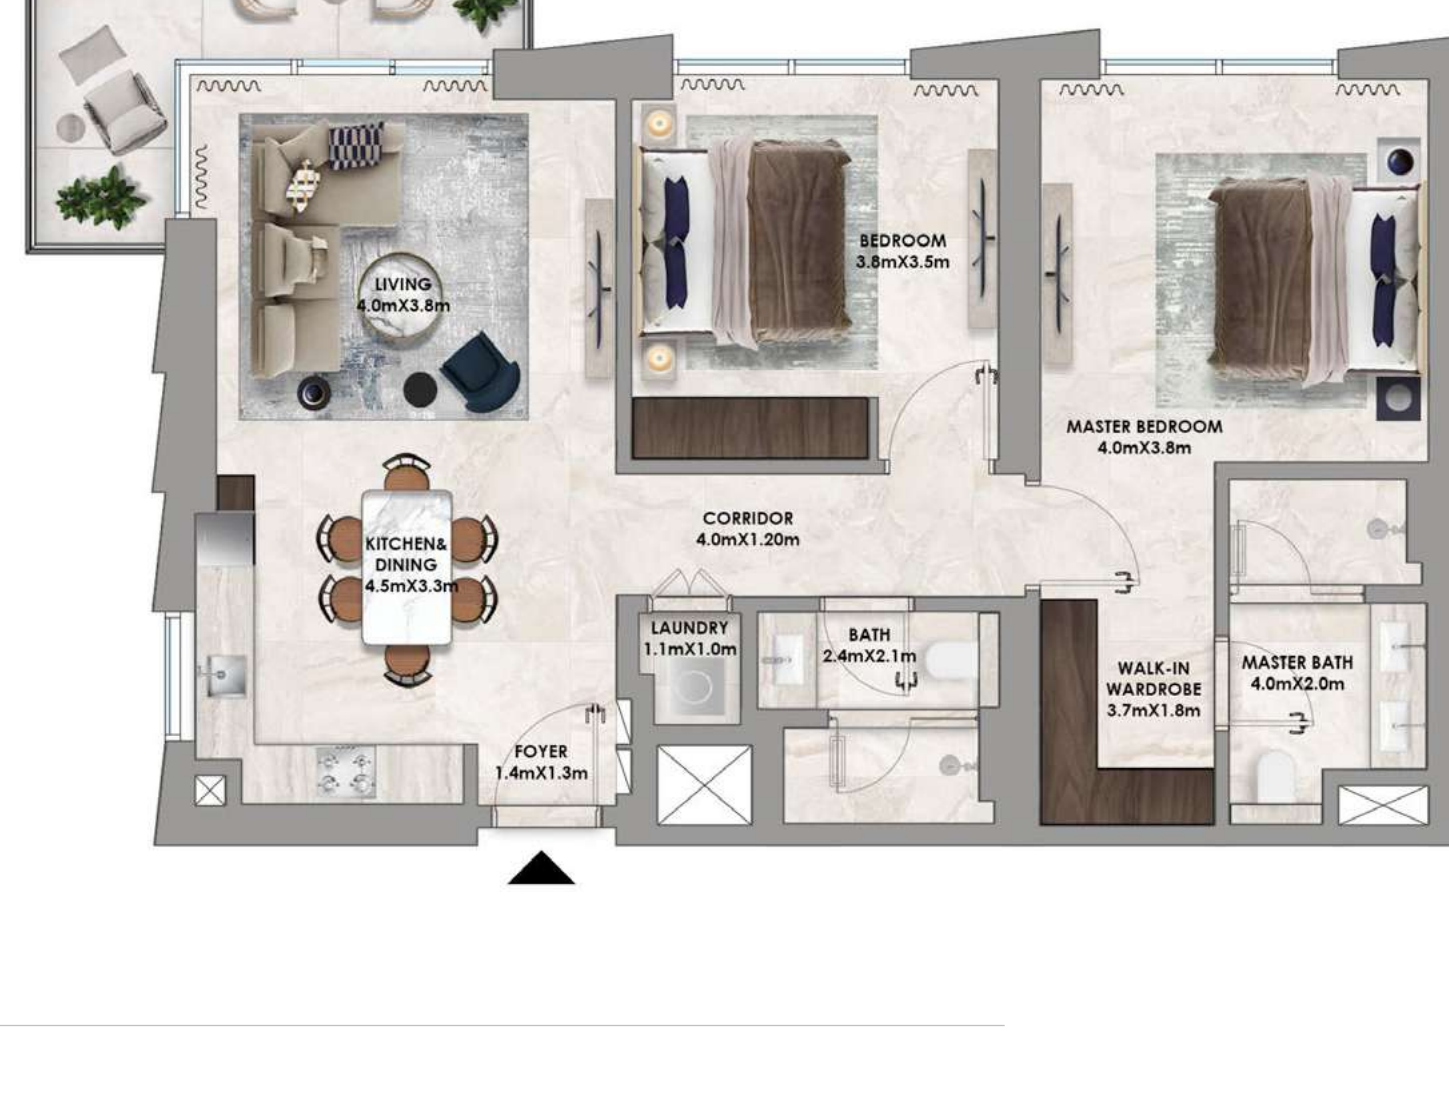 BEDROOM
3.8mX3.5m
LIVING
4.0mX3.8m
MASTER BEDROOM
4.0mX3.8m
CORRIDOR
4.0mX1.20m
KITCHEN&
DINING
4.5mX3.3m
LAUNDRY
1.1mX1.0m
BATH
2.4mX2.1m
WALK-IN
WARDROBE
3.7mX1.8m
MASTER BATH
4.0mX2.0m
FOYER
1.4mX1.3m